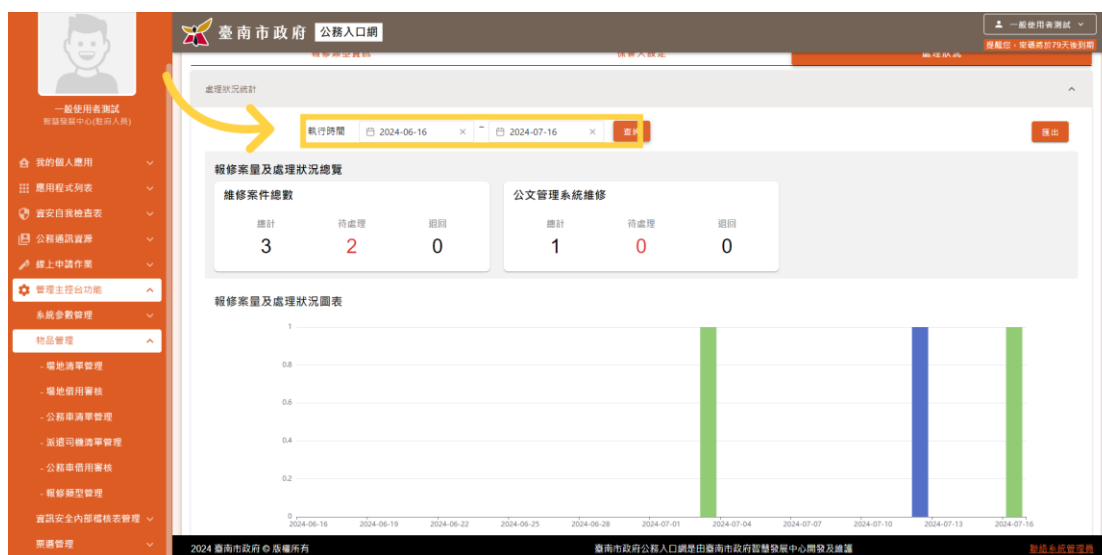 臺南市政府 公務入口網
一般使用者測試
提醒您，密碼將於79天後到期
報修類型資訊
保管人設定
處理狀況
一般使用者測試
智慧發展中心(駐府人員)
我的個人應用
應用程式列表
資安自我檢查表
公務通訊資源
線上申請作業
管理主控台功能
系統參數管理
物品管理
- 場地清單管理
- 場地借用審核
- 公務車清單管理
- 派遣司機清單管理
- 公務車借用審核
- 報修類型管理
資訊安全內部稽核表管理
票選管理
處理狀況統計
執行時間 2024-06-16 × ~ 2024-07-16 × 查詢
匯出
報修案量及處理狀況總覽
維修案件總數
總計 待處理 退回
3 2 0
公文管理系統維修
總計 待處理 退回
1 0 0
報修案量及處理狀況圖表
1
0.8
0.6
0.4
0.2
0
2024-06-16 2024-06-19 2024-06-22 2024-06-25 2024-06-28 2024-07-01 2024-07-04 2024-07-07 2024-07-10 2024-07-13 2024-07-16
2024 臺南市政府 © 版權所有
臺南市政府公務入口網是由臺南市政府智慧發展中心開發及維護
聯絡系統管理員